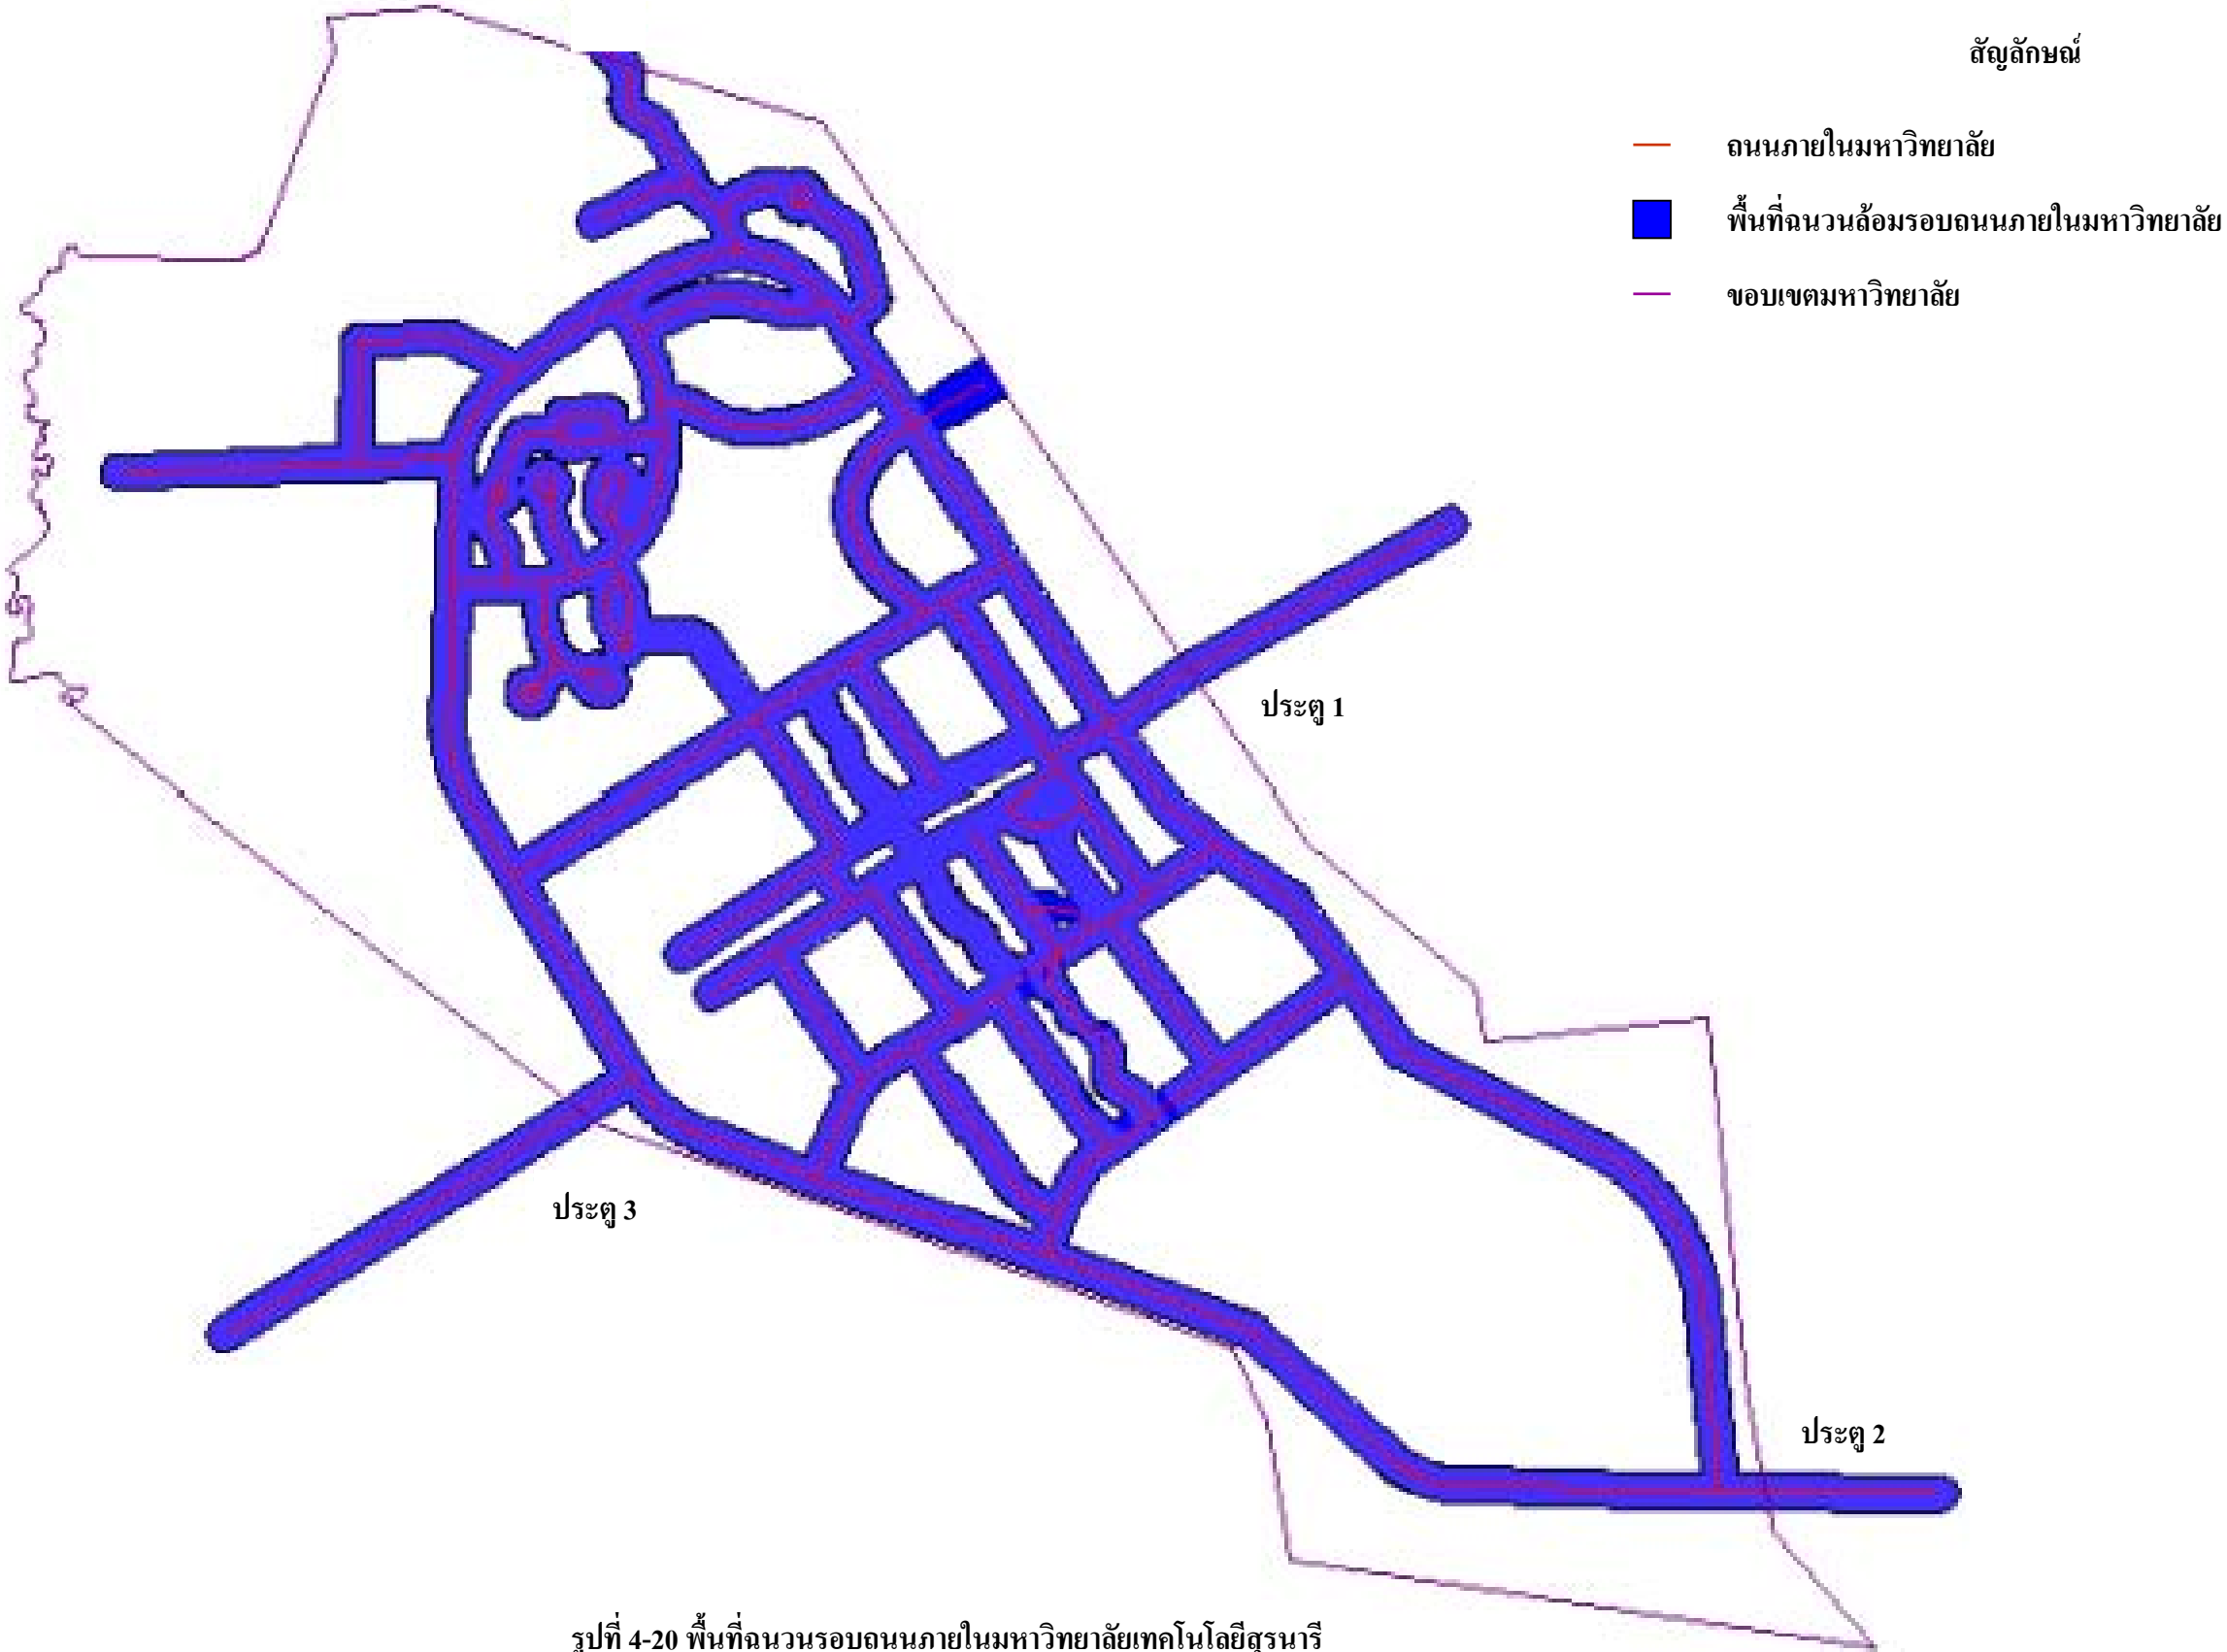 สัญลักษณ์
ถนนภายในมหาวิทยาลัย
พื้นที่ฉนวนล้อมรอบถนนภายในมหาวิทยาลัย
ขอบเขตมหาวิทยาลัย
ประตู 1
ประตู 3
ประตู 2
รูปที่ 4-20 พื้นที่ฉนวนรอบถนนภายในมหาวิทยาลัยเทคโนโลยีสุรนารี